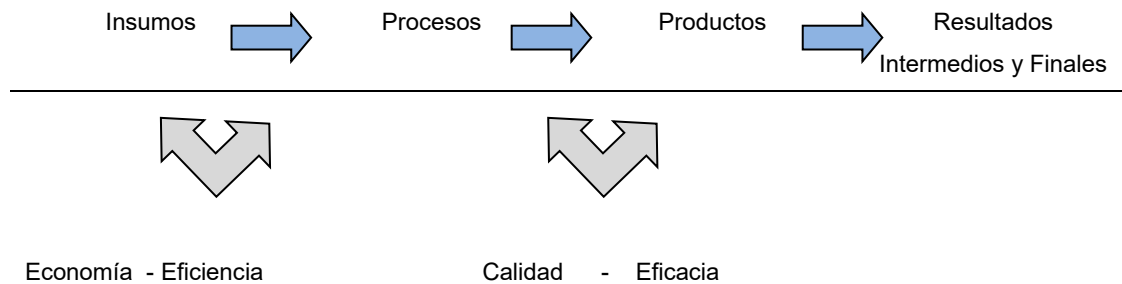 Insumos Procesos Productos Resultados
Intermedios y Finales
Economía - Eficiencia Calidad - Eficacia